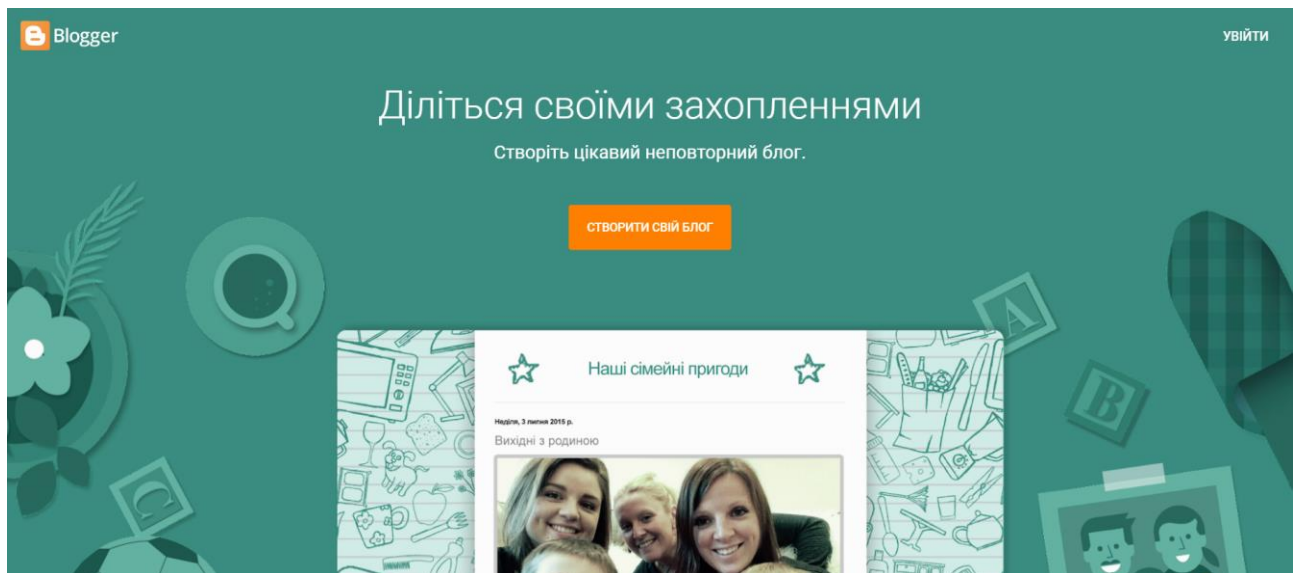 Blogger
УВІЙТИ
Діліться своїми захопленнями
Створіть цікавий неповторний блог.
СТВОРИТИ СВІЙ БЛОГ
Наші сімейні пригоди
Неділя, 3 липня 2015 р.
Вихідні з родиною
A
B
C